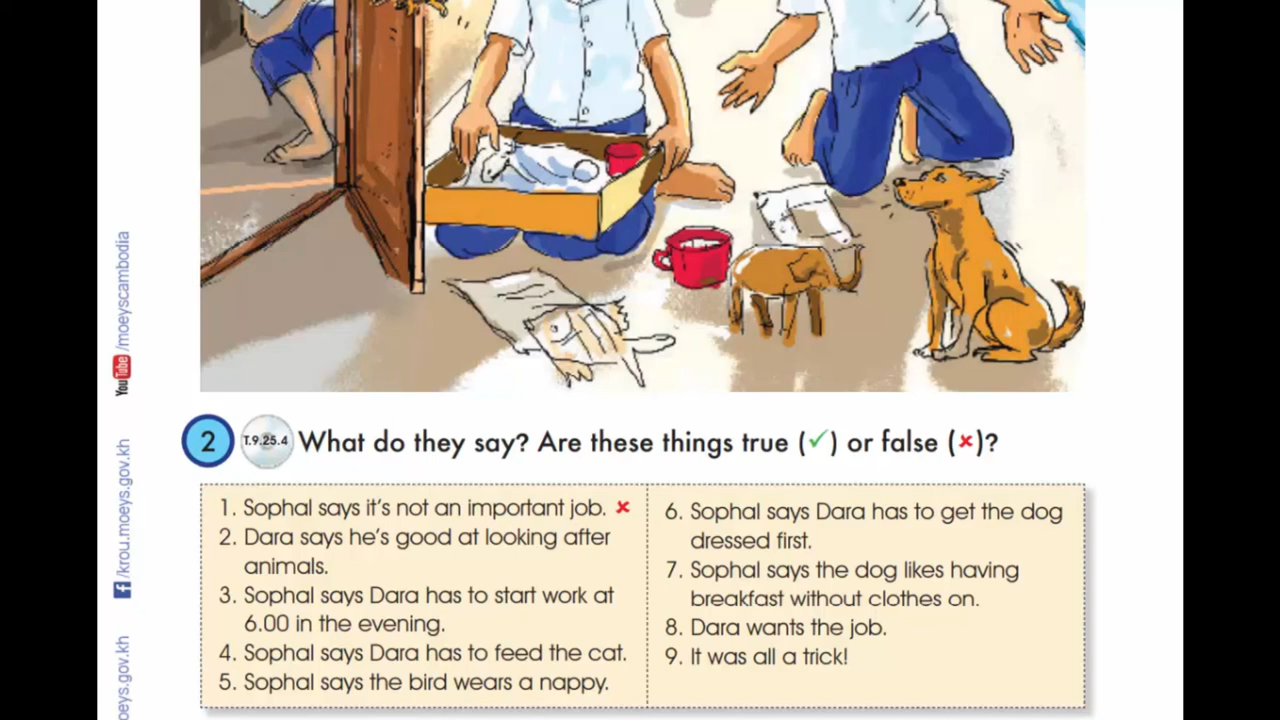 YouTube /moeyscambodia
/krou.moeys.gov.kh
oeys.gov.kh
2 T.9.25.4 What do they say? Are these things true (✓) or false (✗)?
1. Sophal says it's not an important job. ✗
2. Dara says he's good at looking after
animals.
3. Sophal says Dara has to start work at
6.00 in the evening.
4. Sophal says Dara has to feed the cat.
5. Sophal says the bird wears a nappy.
6. Sophal says Dara has to get the dog
dressed first.
7. Sophal says the dog likes having
breakfast without clothes on.
8. Dara wants the job.
9. It was all a trick!